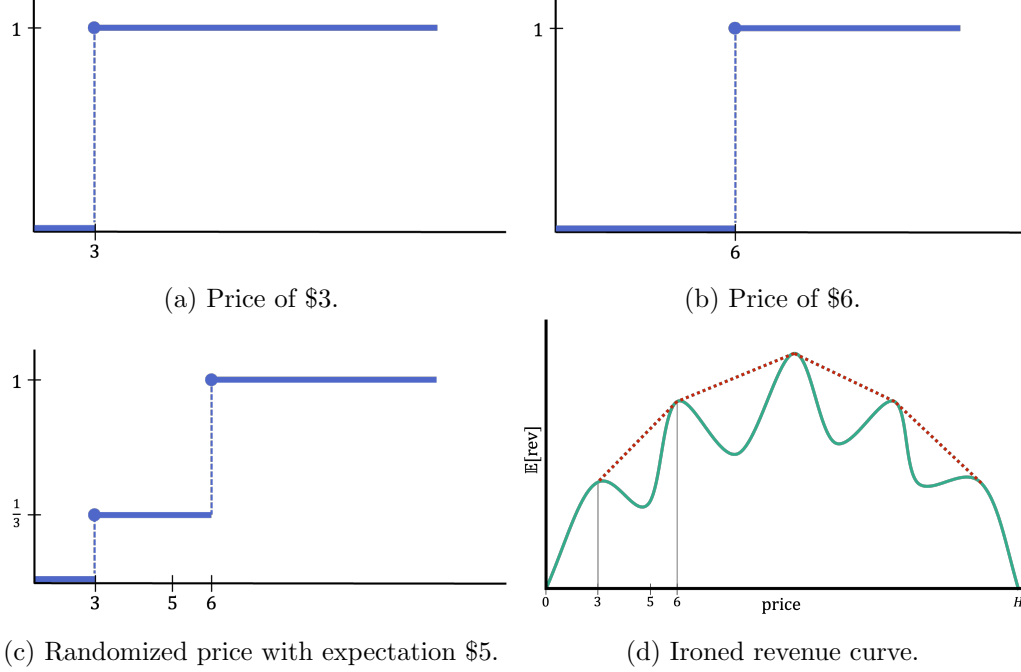 1
3
(a) Price of $3.
1
6
(b) Price of $6.
1
1/3
3 5 6
(c) Randomized price with expectation $5.
𝔼[rev]
0 3 5 6 H
price
(d) Ironed revenue curve.